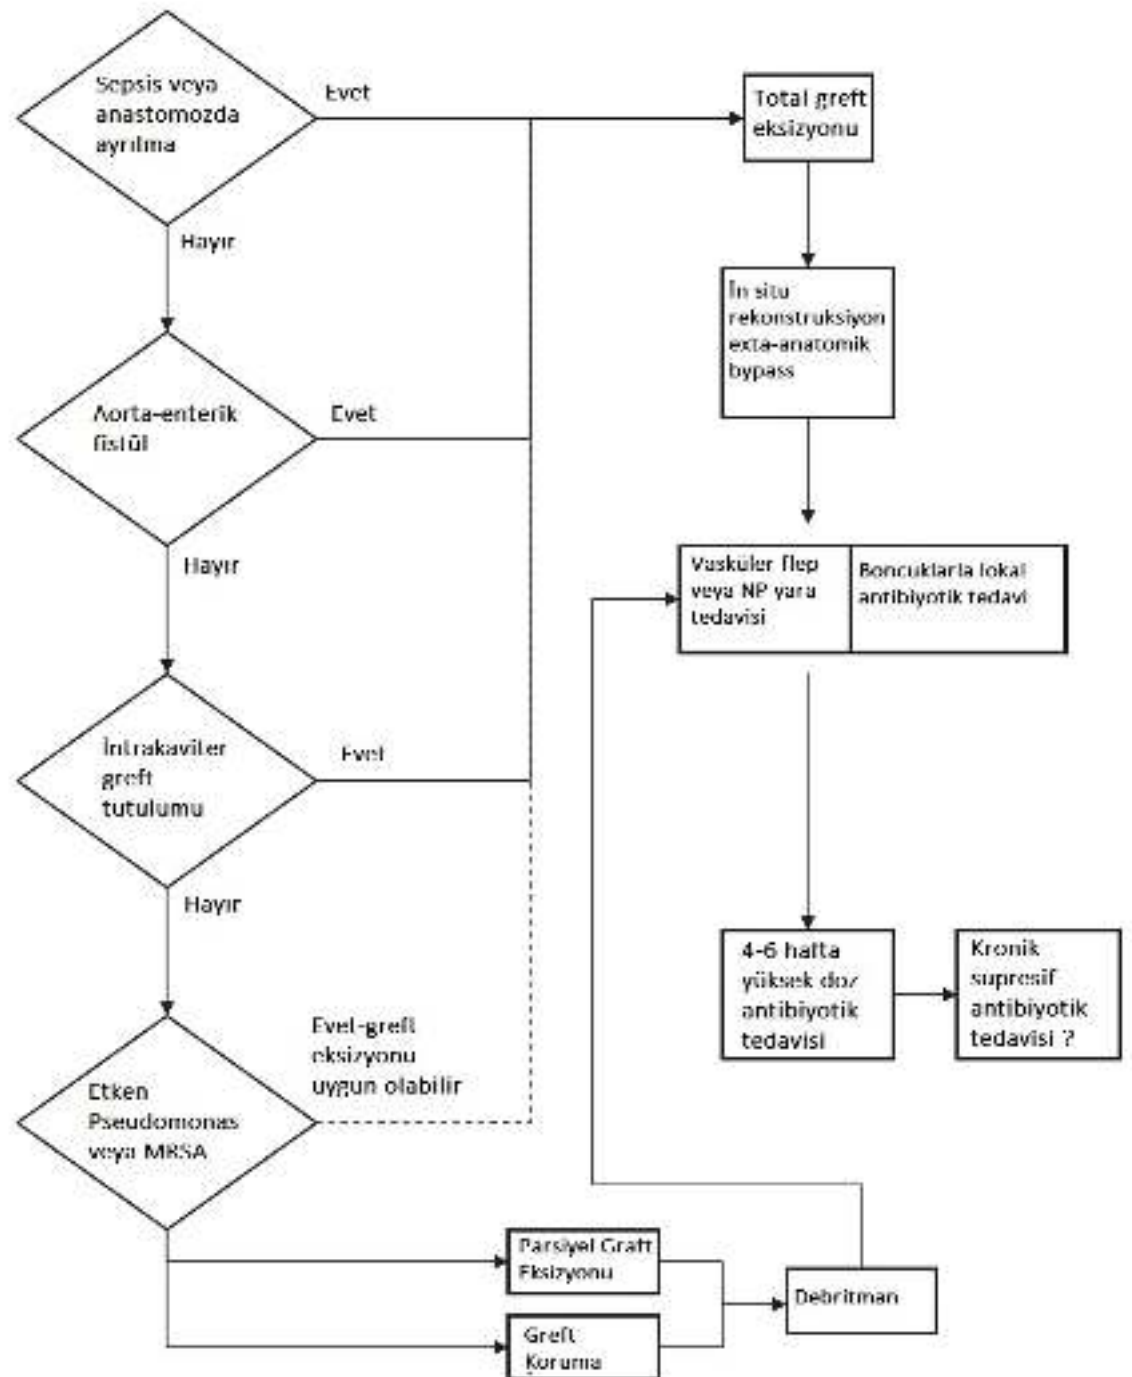 Sepsis veya
anastomozda
ayrılma
Evet
Total greft
eksizyonu
Hayır
İn situ
rekonstruksiyon
exta-anatomik
bypass
Aorta-enterik
fistül
Evet
Hayır
Vasküler flep
veya NP yara
tedavisi
Boncuklarla lokal
antibiyotik tedavi
İntrakaviter
greft
tutulumu
Evet
Hayır
4-6 hafta
yüksek doz
antibiyotik
tedavisi
Kronik
supresif
antibiyotik
tedavisi ?
Evet-greft
eksizyonu
uygun olabilir
Etken
Pseudomonas
veya MRSA
Parsiyel Graft
Eksizyonu
Debritman
Greft
Koruma